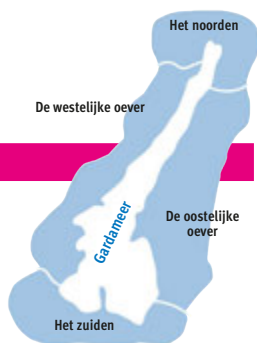 Het noorden
De westelijke oever
De oostelijke
oever
Gardameer
Het zuiden